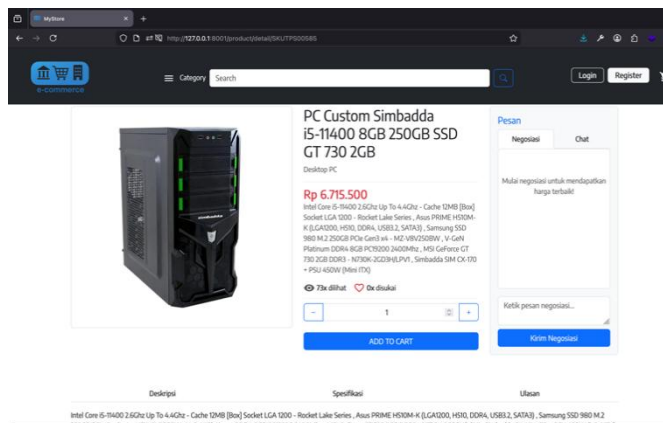 MyStore
http://127.0.0.1:8001/product/detail/SKUTPS00585
e-commerce
Category
Search
Login
Register
PC Custom Simbadda
i5-11400 8GB 250GB SSD
GT 730 2GB
Desktop PC
Rp 6.715.500
Intel Core i5-11400 2.6Ghz Up To 4.4Ghz - Cache 12MB [Box]
Socket LGA 1200 - Rocket Lake Series , Asus PRIME H510M-
K (LGA1200, H510, DDR4, USB3.2, SATA3) , Samsung SSD
980 M.2 250GB PCIe Gen3 x4 - MZ-V8V250BW , V-GeN
Platinum DDR4 8GB PC19200 2400Mhz , MSI GeForce GT
730 2GB DDR3 - N730K-2GD3H/LPV1 , Simbadda SIM CX-170
+ PSU 450W (Mini ITX)
73x dilihat
0x disukai
-
1
+
ADD TO CART
Pesan
Negosiasi
Chat
Mulai negosiasi untuk mendapatkan
harga terbaik!
Ketik pesan negosiasi...
Kirim Negosiasi
Deskripsi
Spesifikasi
Ulasan
Intel Core i5-11400 2.6Ghz Up To 4.4Ghz - Cache 12MB [Box] Socket LGA 1200 - Rocket Lake Series , Asus PRIME H510M-K (LGA1200, H510, DDR4, USB3.2, SATA3) , Samsung SSD 980 M.2